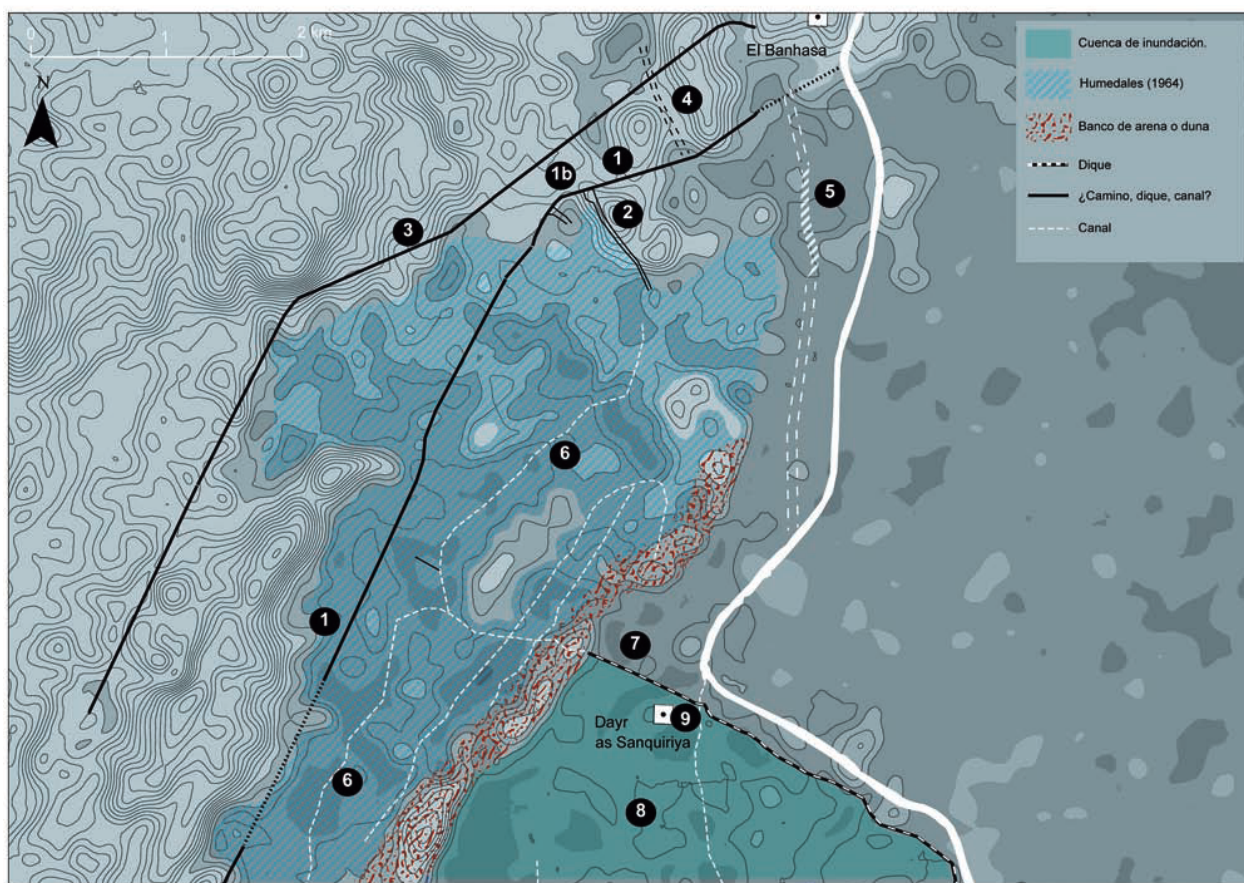 0 1 2 km
N
El Banhasa
Cuenca de inundación.
Humedales (1964)
Banco de arena o duna
Dique
¿Camino, dique, canal?
Canal
4
1
1b
2
5
3
6
1
7
9
Dayr
as Sanquiriya
6
8